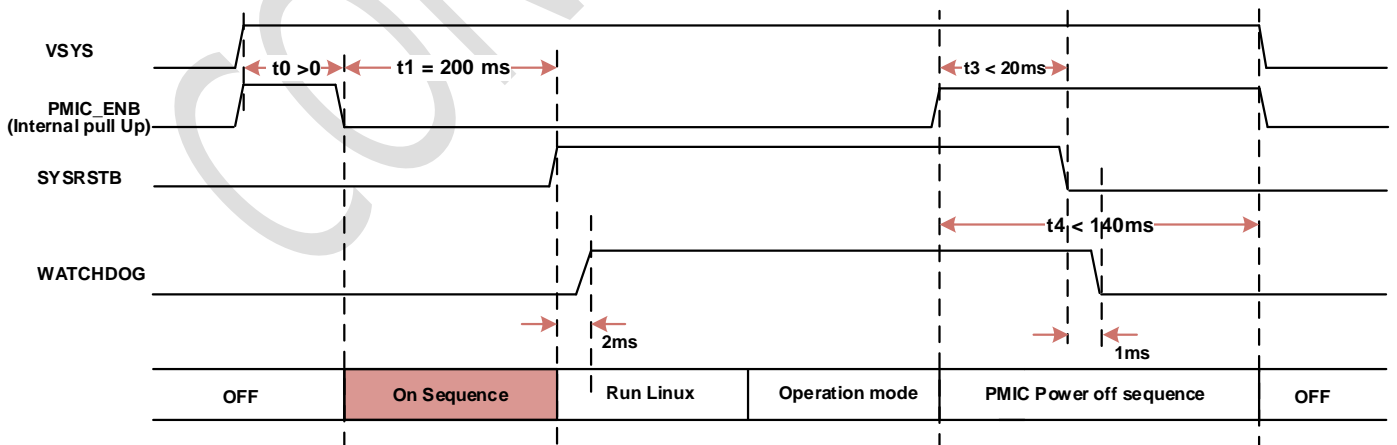 VSYS
t0 >0
t1 = 200 ms
t3 < 20ms
PMIC_ENB
(Internal pull Up)
SYSRSTB
t4 < 140ms
WATCHDOG
2ms
1ms
OFF
On Sequence
Run Linux
Operation mode
PMIC Power off sequence
OFF